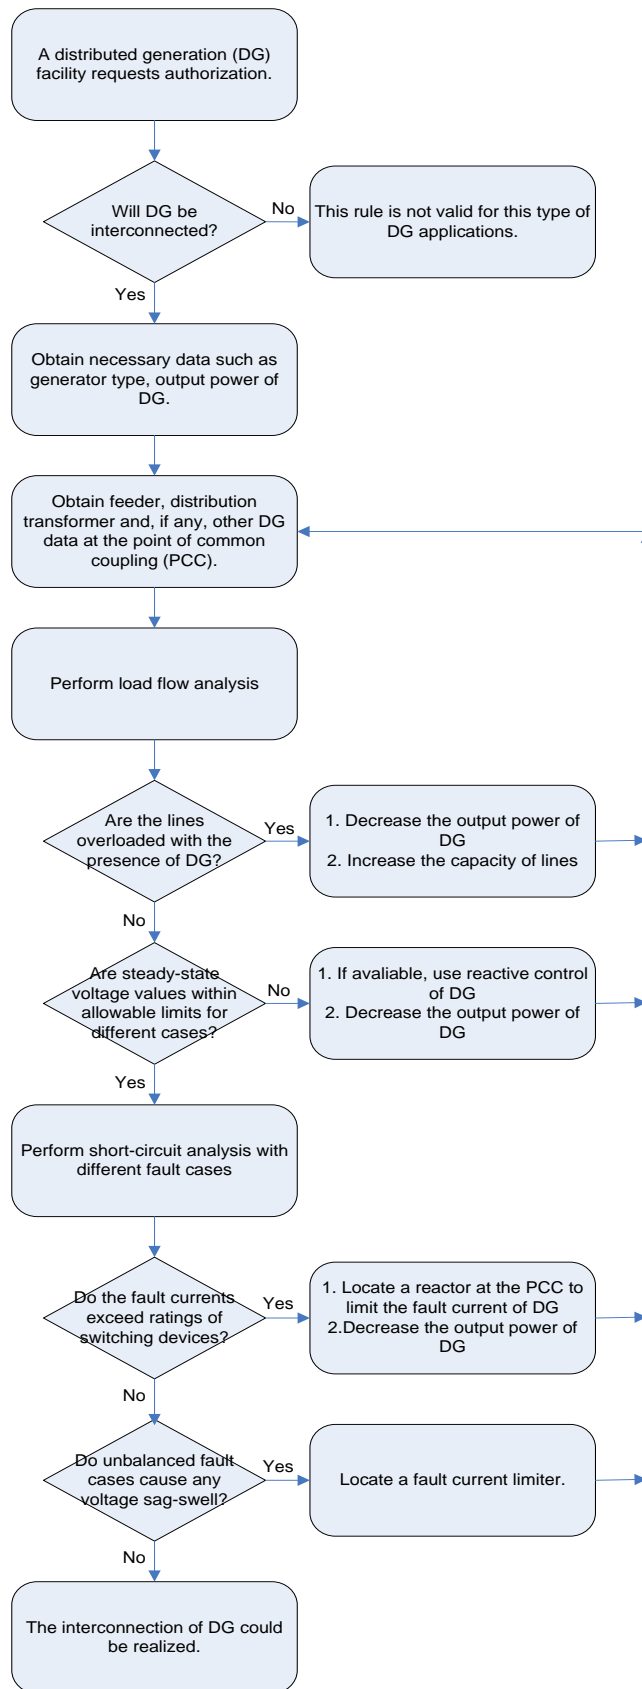 A distributed generation (DG)
facility requests authorization.
Will DG be
interconnected?
No
This rule is not valid for this type of
DG applications.
Yes
Obtain necessary data such as
generator type, output power of
DG.
Obtain feeder, distribution
transformer and, if any, other DG
data at the point of common
coupling (PCC).
Perform load flow analysis
Are the lines
overloaded with the
presence of DG?
Yes
1. Decrease the output power of
DG
2. Increase the capacity of lines
No
Are steady-state
voltage values within
allowable limits for
different cases?
No
1. If avaliable, use reactive control
of DG
2. Decrease the output power of
DG
Yes
Perform short-circuit analysis with
different fault cases
Do the fault currents
exceed ratings of
switching devices?
Yes
1. Locate a reactor at the PCC to
limit the fault current of DG
2.Decrease the output power of
DG
No
Do unbalanced fault
cases cause any
voltage sag-swell?
Yes
Locate a fault current limiter.
No
The interconnection of DG could
be realized.